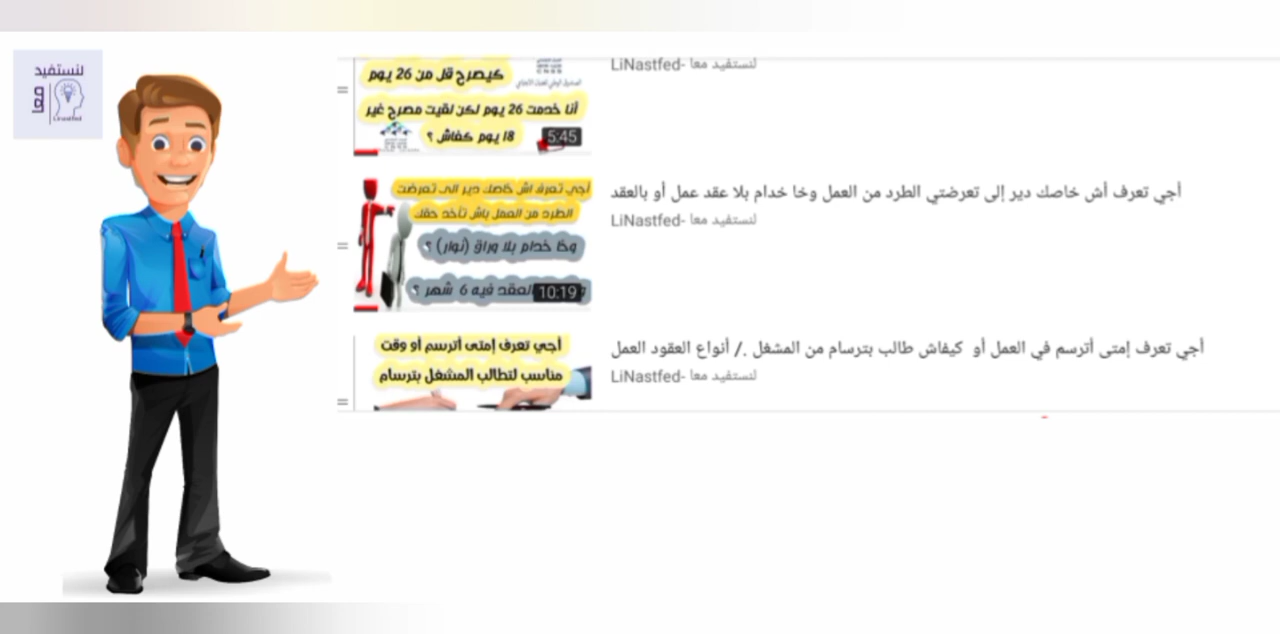 لنستفيد
معا
LiNastfed
كيصرح قل من 26 يوم
CNSS
أنا خدمت 26 يوم لكن لقيت مصرح غير
18 يوم كفاش ؟
5:45
LiNastfed- لنستفيد معا
أجي تعرف اش خاصك دير الى تعرضت
الطرد من العمل باش تأخد حقك
وخا خدام بلا وراق (نوار) ؟
العقد فيه 6 شهر ؟
10:19
أجي تعرف أش خاصك دير إلى تعرضتي الطرد من العمل وخا خدام بلا عقد عمل أو بالعقد
LiNastfed- لنستفيد معا
أجي تعرف إمتى أترسم أو وقت
مناسب لتطالب المشغل بترسام
أجي تعرف إمتى أترسم في العمل أو كيفاش طالب بترسام من المشغل ./ أنواع العقود العمل
LiNastfed- لنستفيد معا